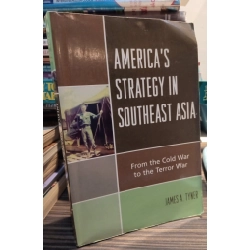 AMERICA'S
STRATEGY IN
SOUTHEAST ASIA
From the Cold War
to the Terror War
JAMES A. TYNER